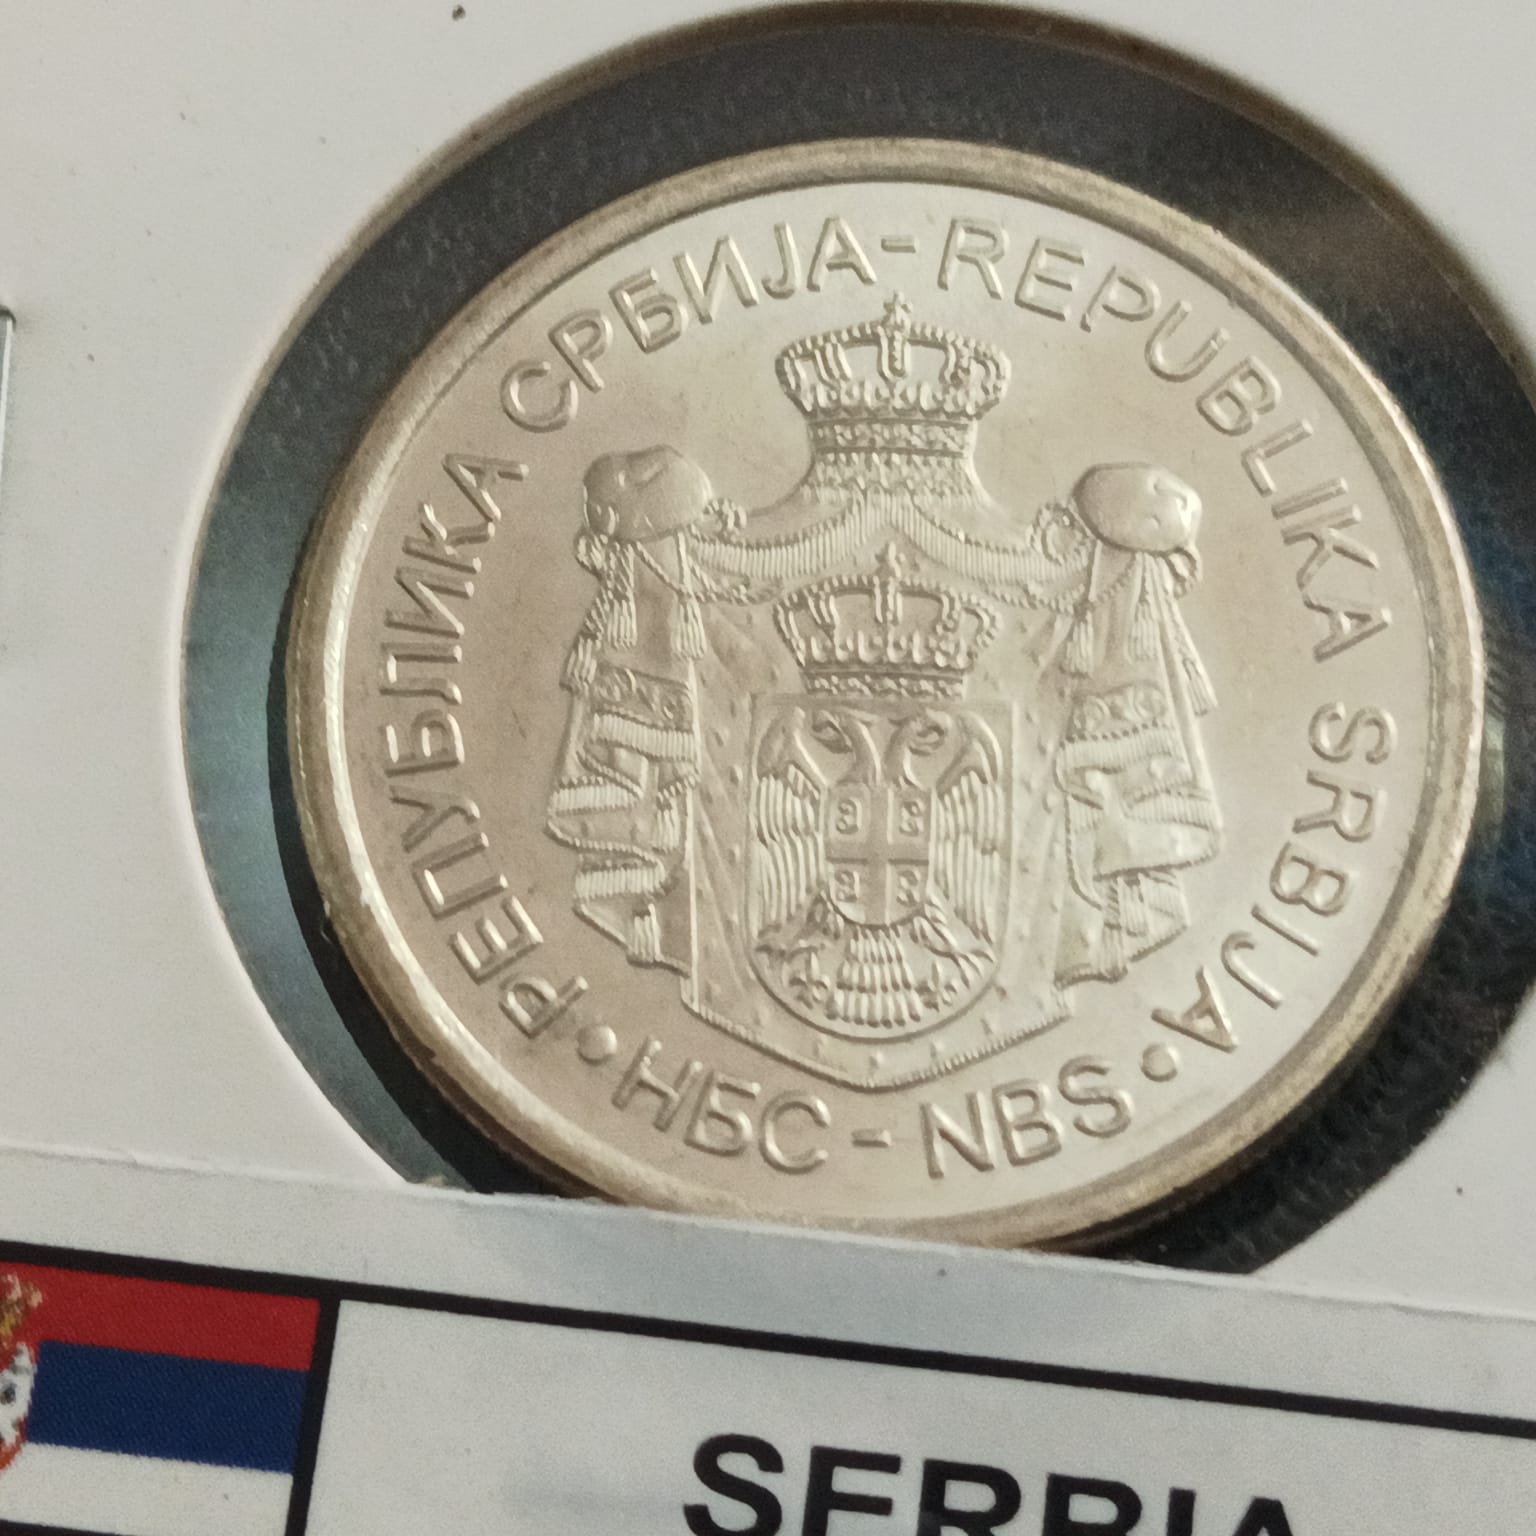 РЕПУБЛИКА СРБИЈА - REPUBLIKA SRBIJA
• НБС - NBS •
SERBIA